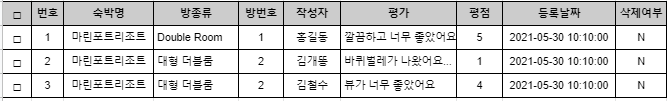 □ 번호 숙박명 방종류 방번호 작성자 평가 평점 등록날짜 삭제여부
□ 1 마린포트리조트 Double Room 1 홍길동 깔끔하고 너무 좋았어요 5 2021-05-30 10:10:00 N
□ 2 마린포트리조트 대형 더블룸 2 김개똥 바퀴벌레가 나왔어요... 1 2021-05-30 10:10:00 N
□ 3 마린포트리조트 대형 더블룸 2 김철수 뷰가 너무 좋았어요 4 2021-05-30 10:10:00 N